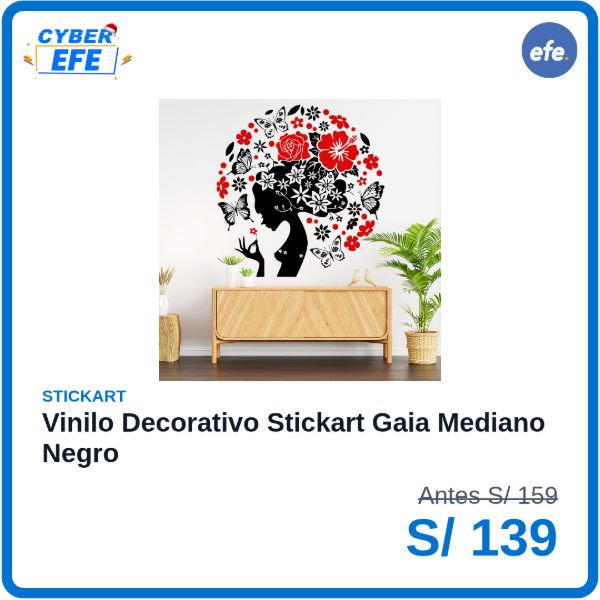 CYBER
EFE
efe.
STICKART
Vinilo Decorativo Stickart Gaia Mediano
Negro
Antes S/ 159
S/ 139